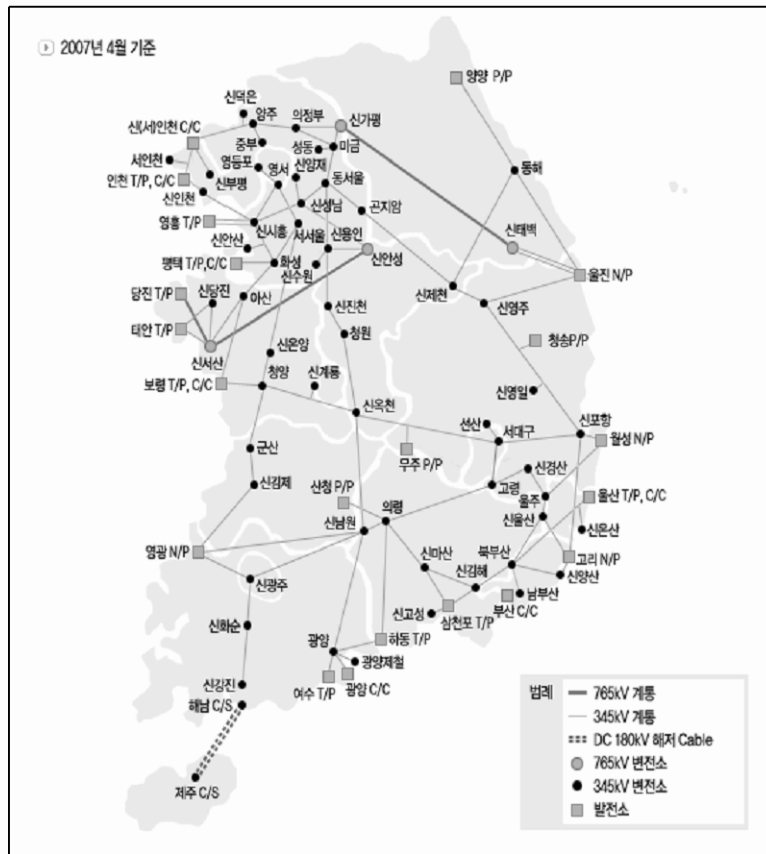 2007년 4월 기준
양양 P/P
신덕은
양주
의정부
신가평
신(서)인천 C/C
중부
성동
미금
서인천
영등포
영서
신양재
동서울
동해
인천 T/P, C/C
신부평
신인천
신성남
곤지암
영흥 T/P
신시흥
서서울
신용인
신태백
신안산
신안성
평택 T/P,C/C
화성
신수원
울진 N/P
당진 T/P
신당진
아산
신제천
신영주
신진천
태안 T/P
청원
청송P/P
신서산
신온양
보령 T/P, C/C
청양
신계룡
신영일
신옥천
선산
서대구
신포항
월성 N/P
군산
무주 P/P
신경산
신김제
산청 P/P
의령
고령
울주
울산 T/P, C/C
신남원
신울산
신온산
영광 N/P
신마산
북부산
고리 N/P
신광주
신김해
신양산
신고성
삼천포 T/P
부산 C/C
남부산
신화순
광양
하동 T/P
광양제철
신강진
여수 T/P
광양 C/C
해남 C/S
제주 C/S
범례
765kV 계통
345kV 계통
DC 180kV 해저 Cable
765kV 변전소
345kV 변전소
발전소